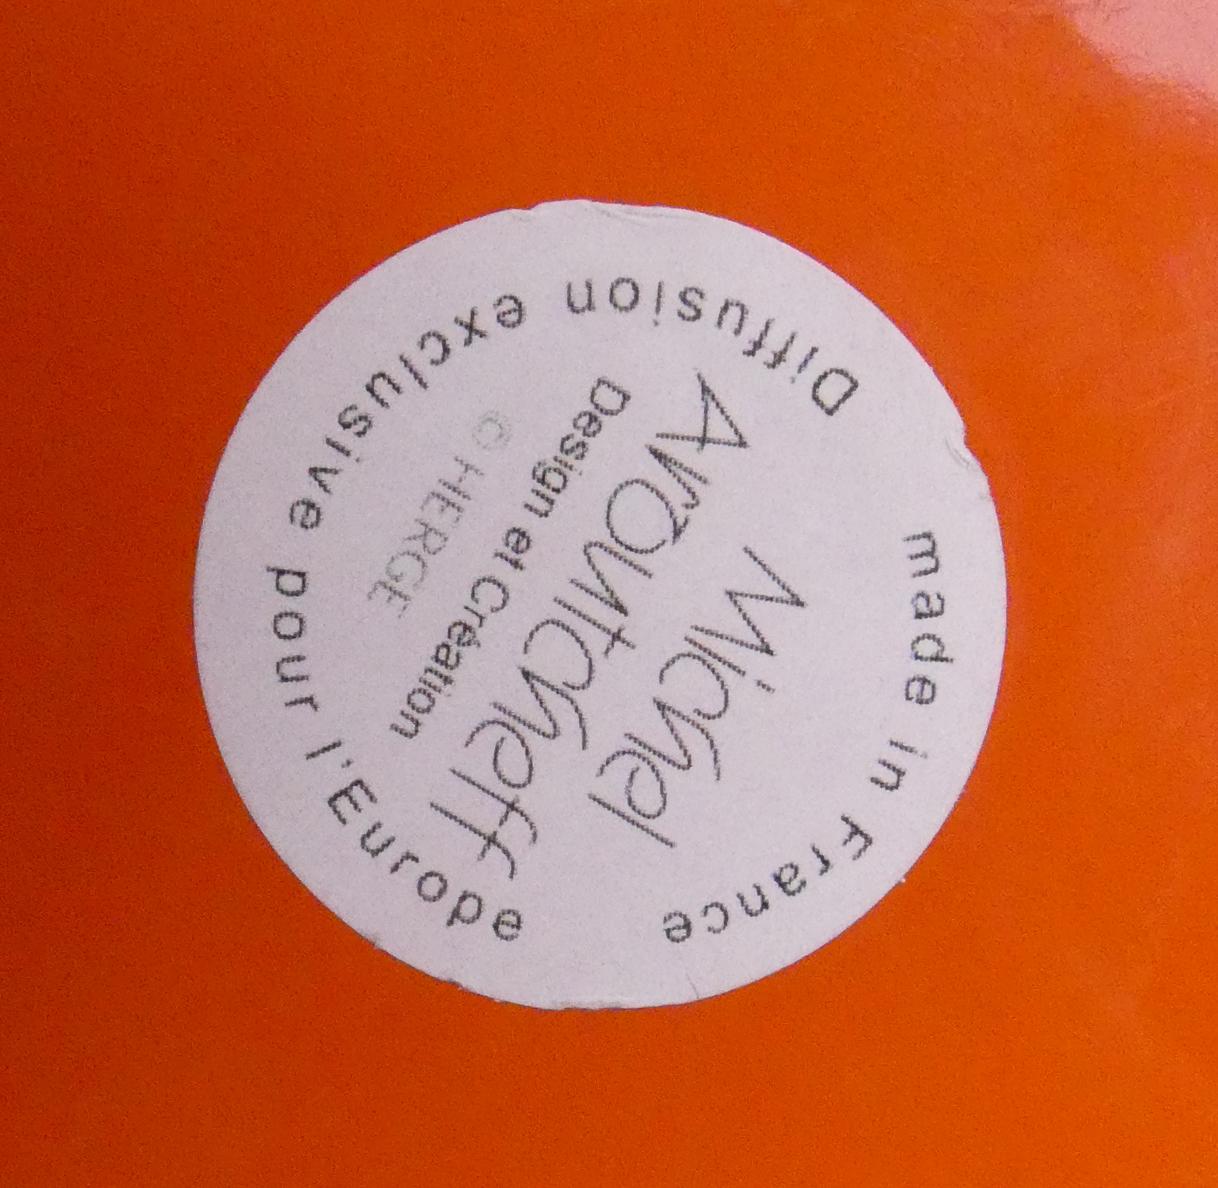 made in France
Michel
Aroutcheff
Design et Création
© HERGE
Diffusion exclusive pour l'Europe